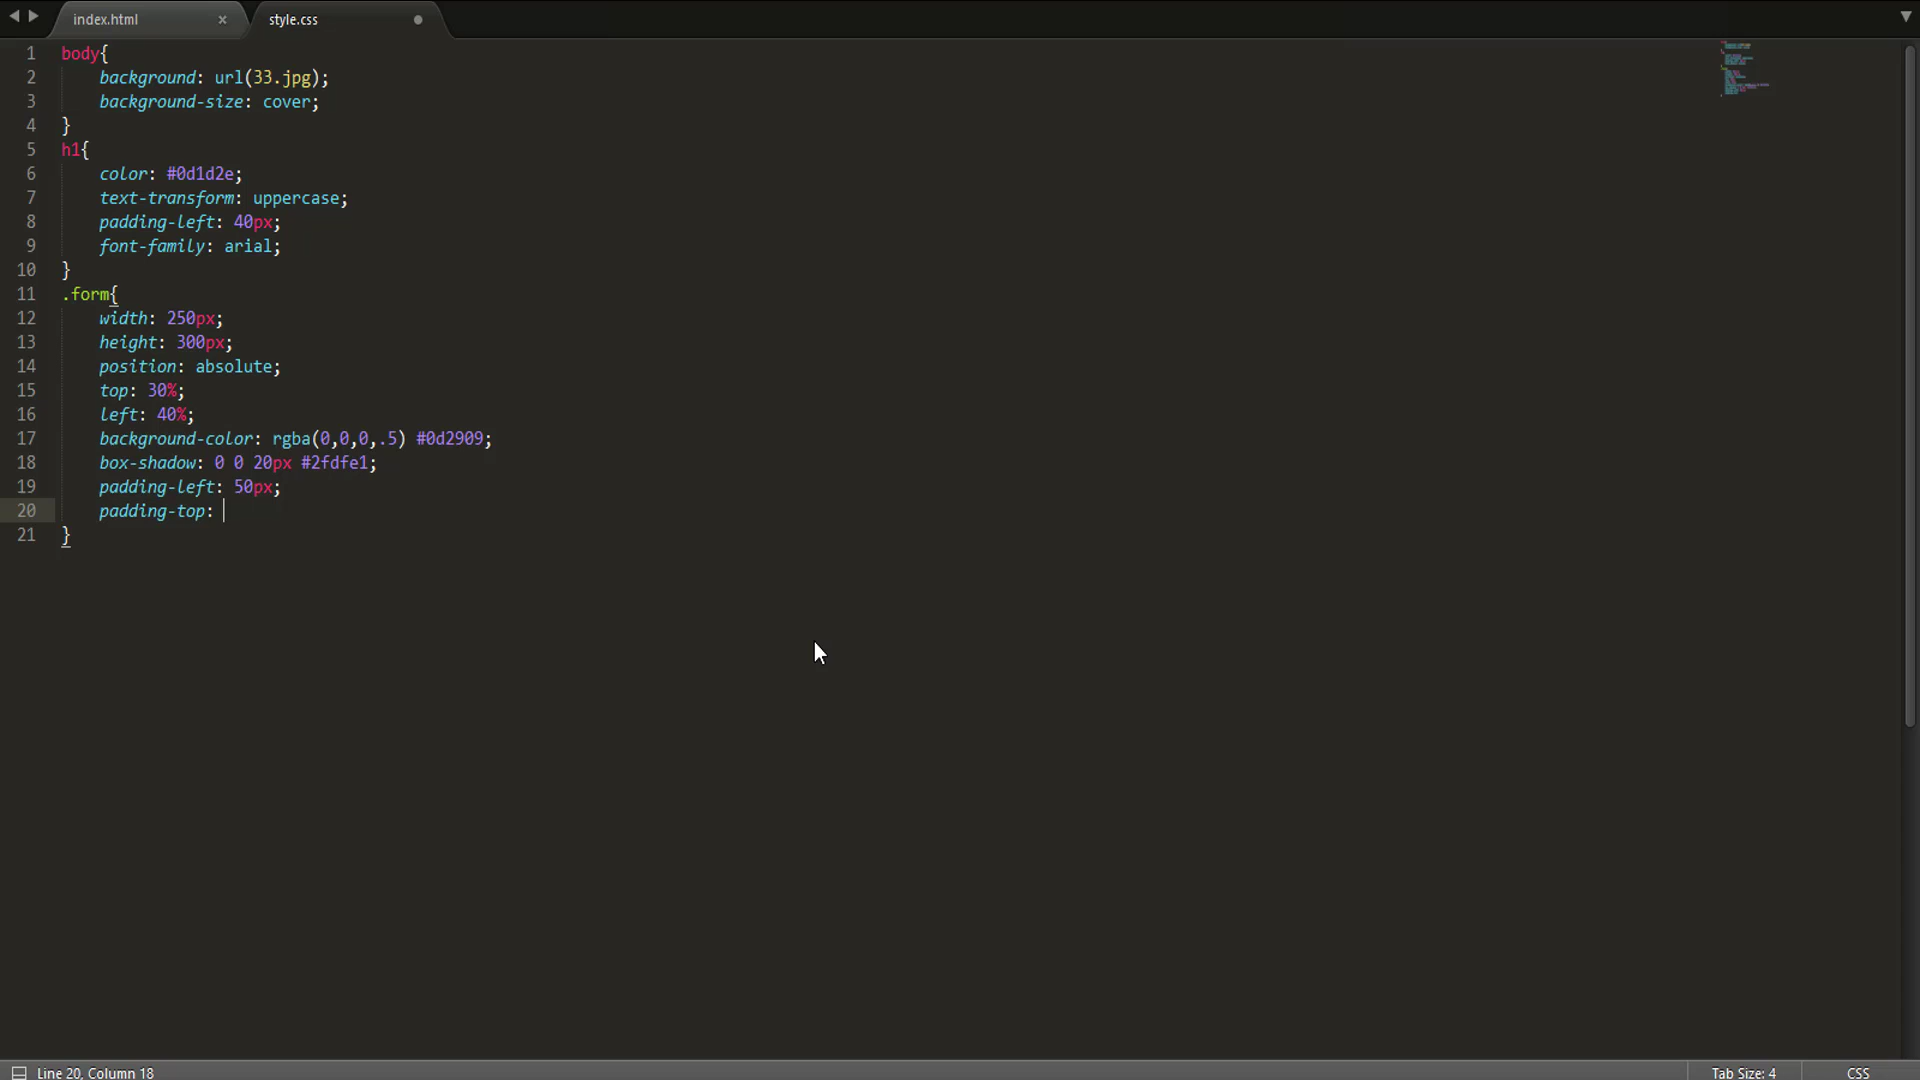 index.html × style.css
1 body{
2 background: url(33.jpg);
3 background-size: cover;
4 }
5 h1{
6 color: #0d1d2e;
7 text-transform: uppercase;
8 padding-left: 40px;
9 font-family: arial;
10 }
11 .form{
12 width: 250px;
13 height: 300px;
14 position: absolute;
15 top: 30%;
16 left: 40%;
17 background-color: rgba(0,0,0,.5) #0d2909;
18 box-shadow: 0 0 20px #2fdfe1;
19 padding-left: 50px;
20 padding-top:
21 }
Line 20, Column 18 Tab Size: 4 CSS